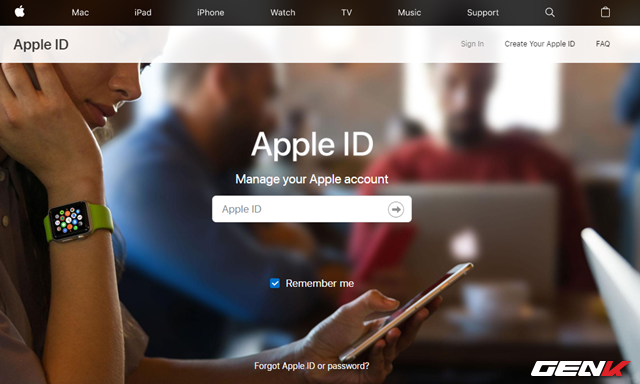 Mac iPad iPhone Watch TV Music Support
Apple ID Sign In Create Your Apple ID FAQ
Apple ID
Manage your Apple account
Apple ID
Remember me
Forgot Apple ID or password?
GENK